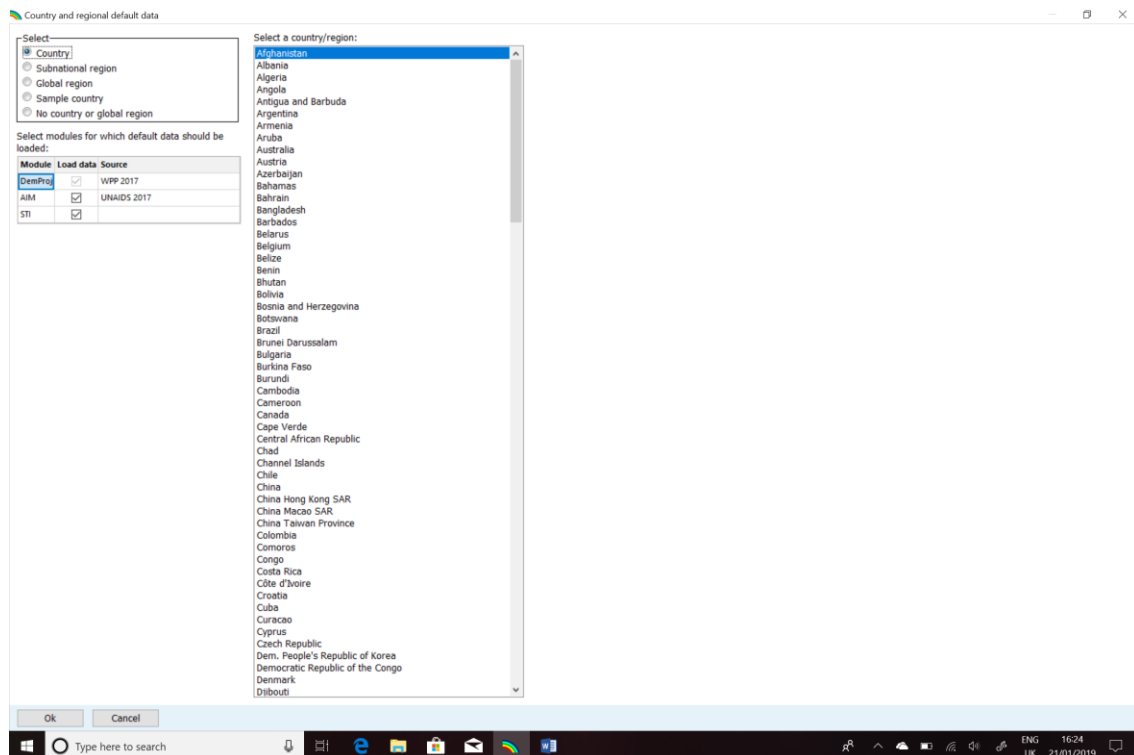 Country and regional default data
Select
Country
Subnational region
Global region
Sample country
No country or global region
Select modules for which default data should be
loaded:
Module Load data Source
DemProj WPP 2017
AIM UNAIDS 2017
STI
Select a country/region:
Afghanistan
Albania
Algeria
Angola
Antigua and Barbuda
Argentina
Armenia
Aruba
Australia
Austria
Azerbaijan
Bahamas
Bahrain
Bangladesh
Barbados
Belarus
Belgium
Belize
Benin
Bhutan
Bolivia
Bosnia and Herzegovina
Botswana
Brazil
Brunei Darussalam
Bulgaria
Burkina Faso
Burundi
Cambodia
Cameroon
Canada
Cape Verde
Central African Republic
Chad
Channel Islands
Chile
China
China Hong Kong SAR
China Macao SAR
China Taiwan Province
Colombia
Comoros
Congo
Costa Rica
Côte d'Ivoire
Croatia
Cuba
Curacao
Cyprus
Czech Republic
Dem. People's Republic of Korea
Democratic Republic of the Congo
Denmark
Djibouti
Ok Cancel
Type here to search
ENG 16:24
UK 21/01/2019